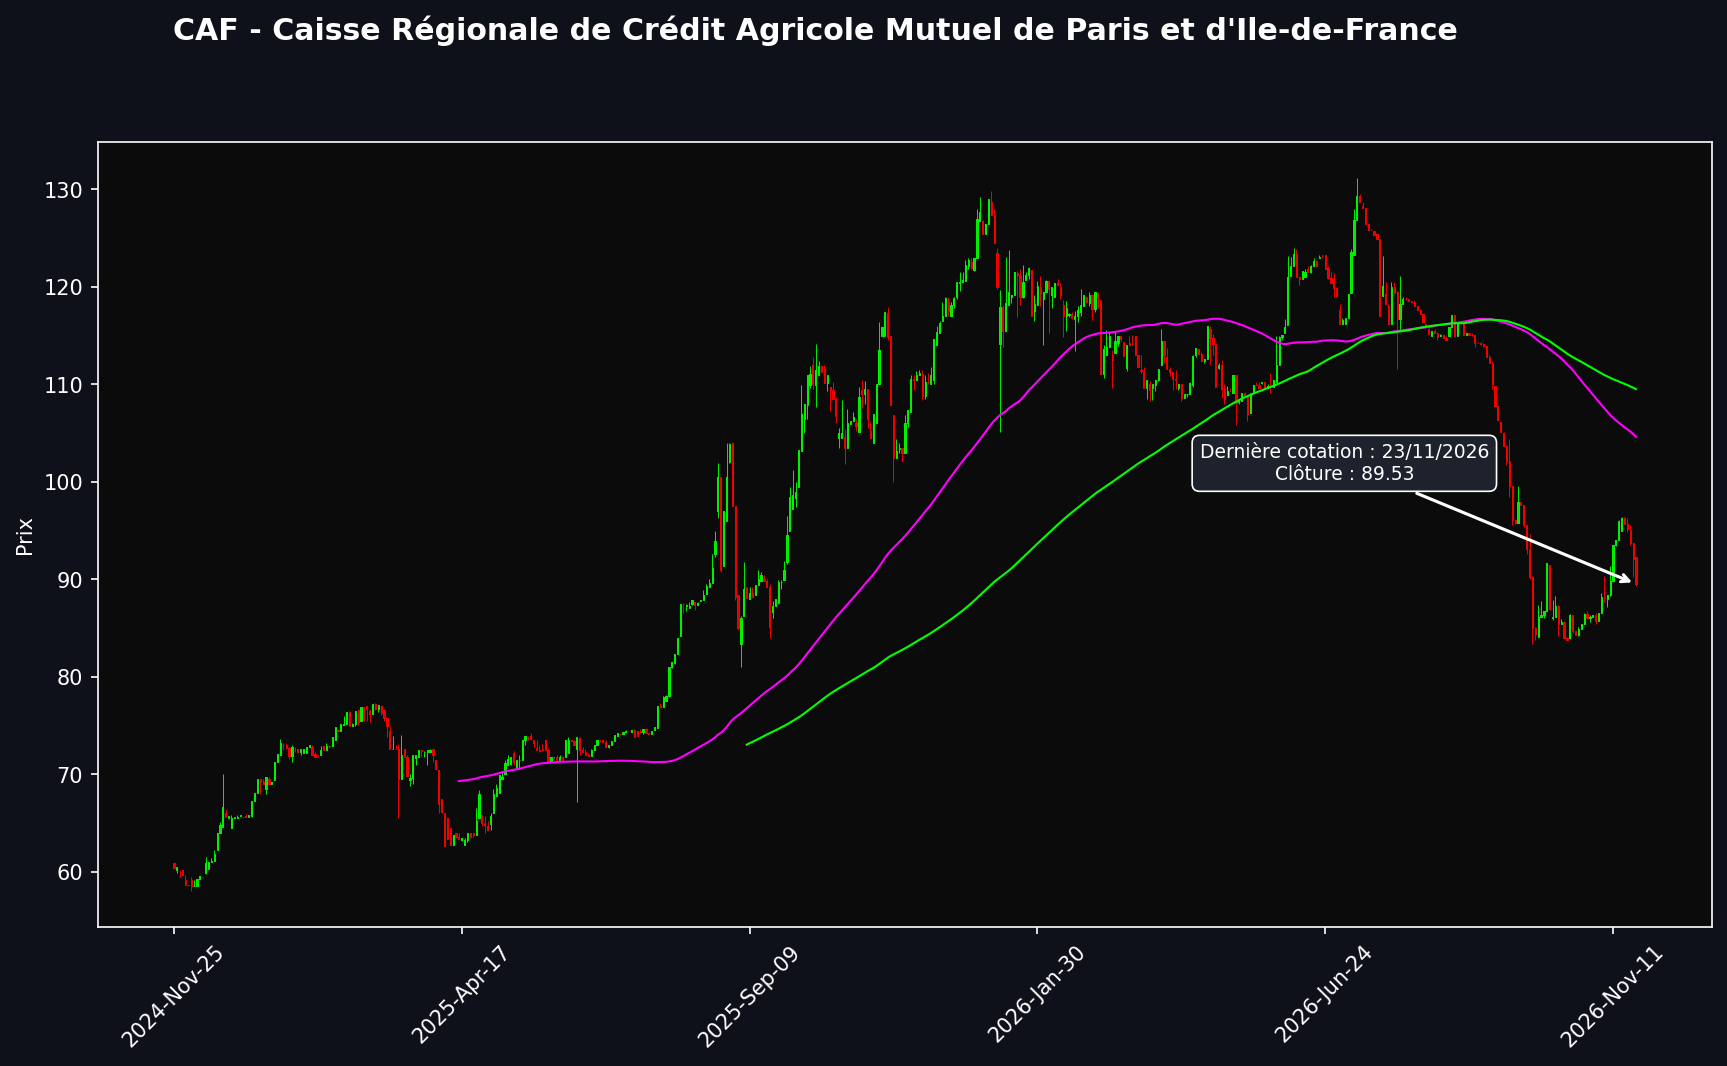 CAF - Caisse Régionale de Crédit Agricole Mutuel de Paris et d'Ile-de-France
130
120
110
100
90
80
70
60
Prix
Dernière cotation : 23/11/2026
Clôture : 89.53
2024-Nov-25
2025-Apr-17
2025-Sep-09
2026-Jan-30
2026-Jun-24
2026-Nov-11